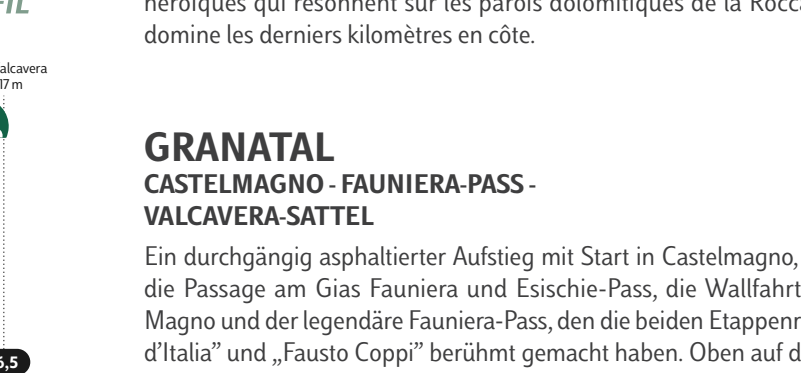 héroïques qui résonnent sur les parois dolomitiques de la Rocca
domine les derniers kilomètres en côte.
FIL
alcavera
17 m
GRANATAL
CASTELMAGNO - FAUNIERA-PASS -
VALCAVERA-SATTEL
Ein durchgängig asphaltierter Aufstieg mit Start in Castelmagno,
die Passage am Gias Fauniera und Esischie-Pass, die Wallfahrt
Magno und der legendäre Fauniera-Pass, den die beiden Etappenr
d'Italia” und „Fausto Coppi” berühmt gemacht haben. Oben auf d
6,5